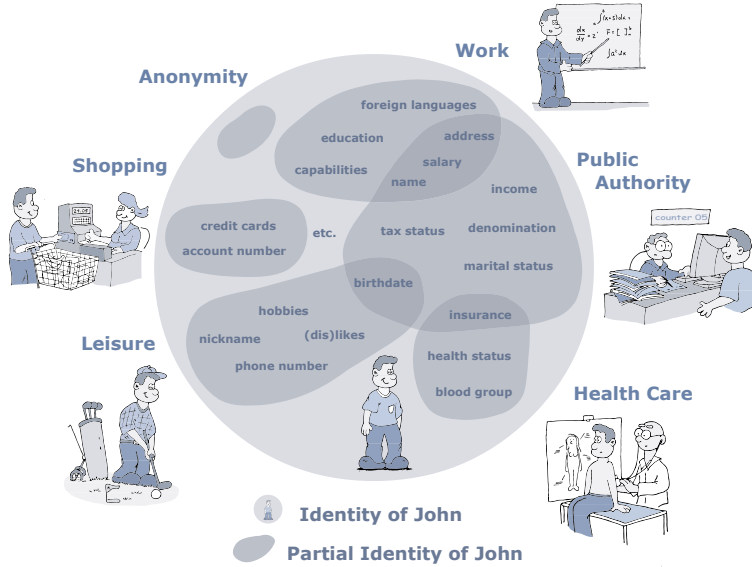 Work
Anonymity
foreign languages
education
address
capabilities
salary
name
Shopping
Public
Authority
income
credit cards
account number
etc.
tax status
denomination
marital status
counter 05
birthdate
hobbies
nickname
(dis)likes
phone number
insurance
health status
blood group
Leisure
Health Care
Identity of John
Partial Identity of John